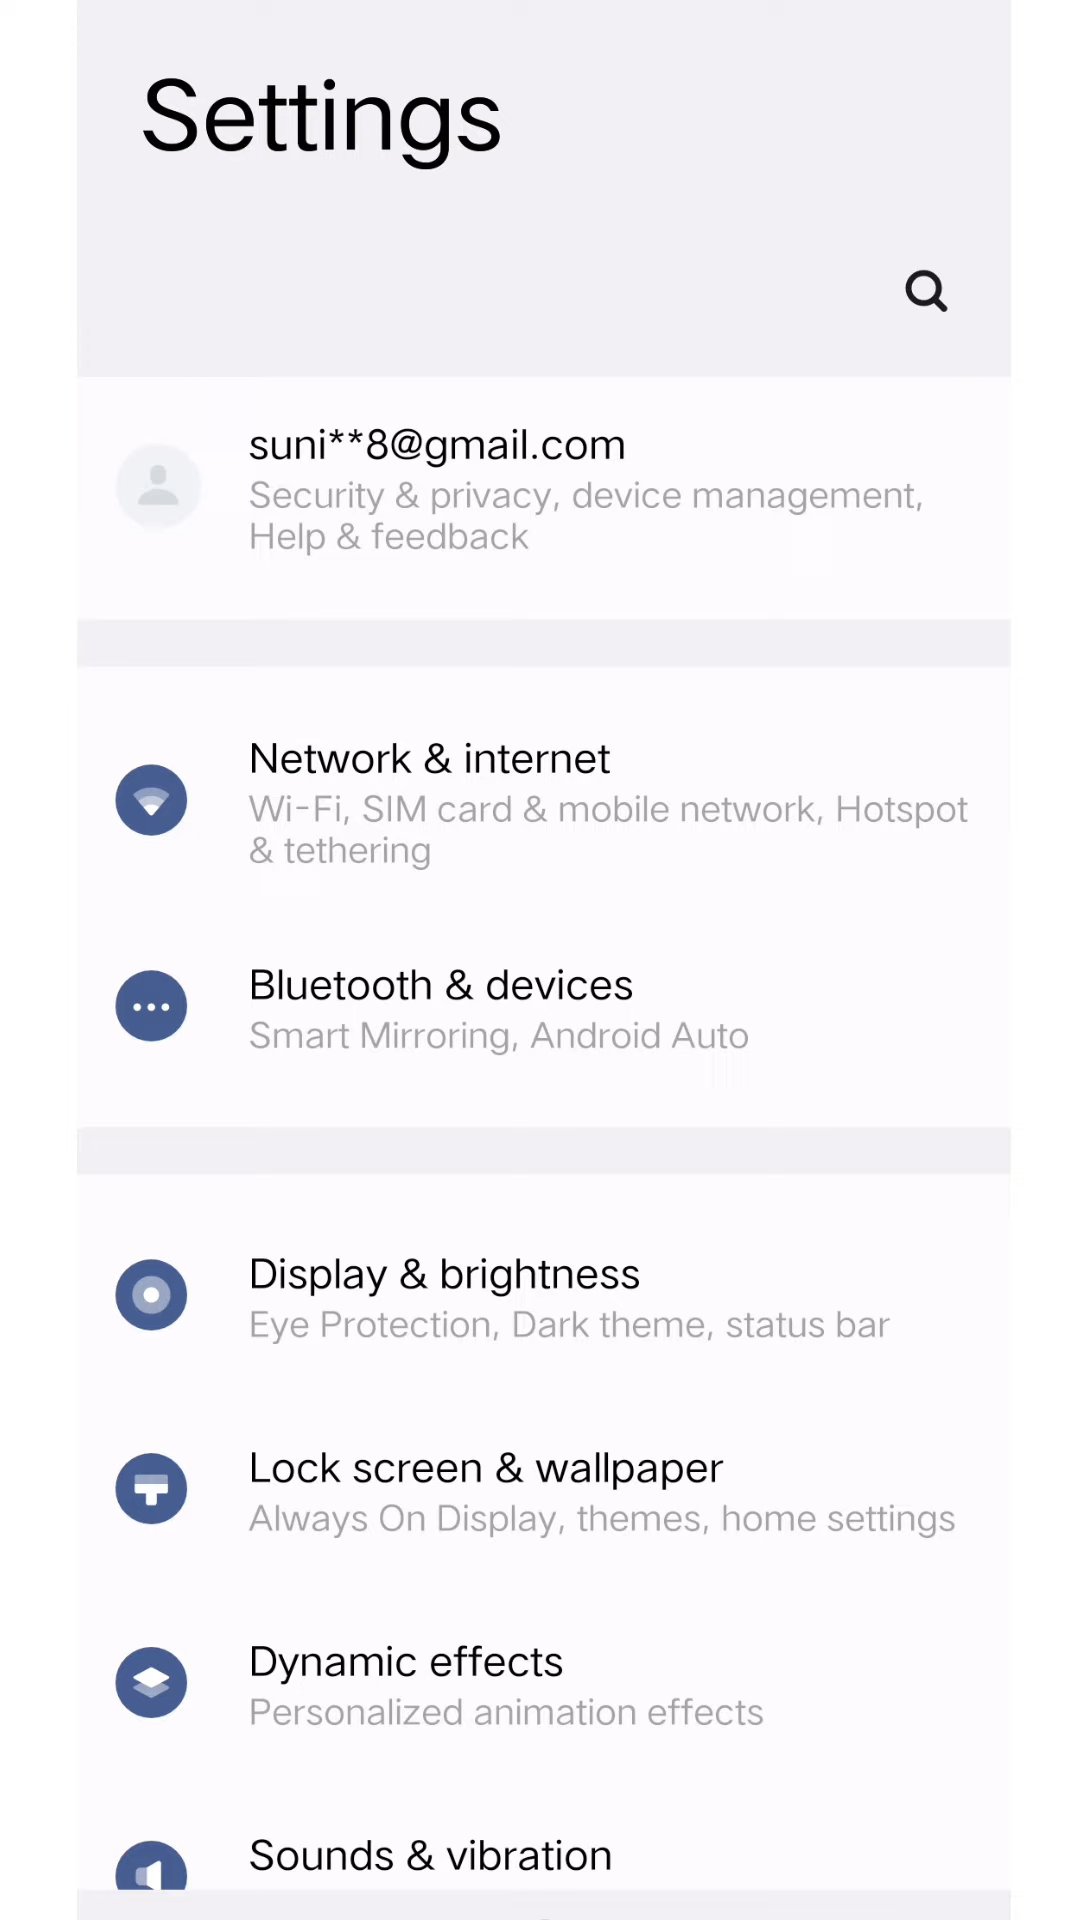 Settings
suni**8@gmail.com
Security & privacy, device management,
Help & feedback
Network & internet
Wi-Fi, SIM card & mobile network, Hotspot
& tethering
Bluetooth & devices
Smart Mirroring, Android Auto
Display & brightness
Eye Protection, Dark theme, status bar
Lock screen & wallpaper
Always On Display, themes, home settings
Dynamic effects
Personalized animation effects
Sounds & vibration